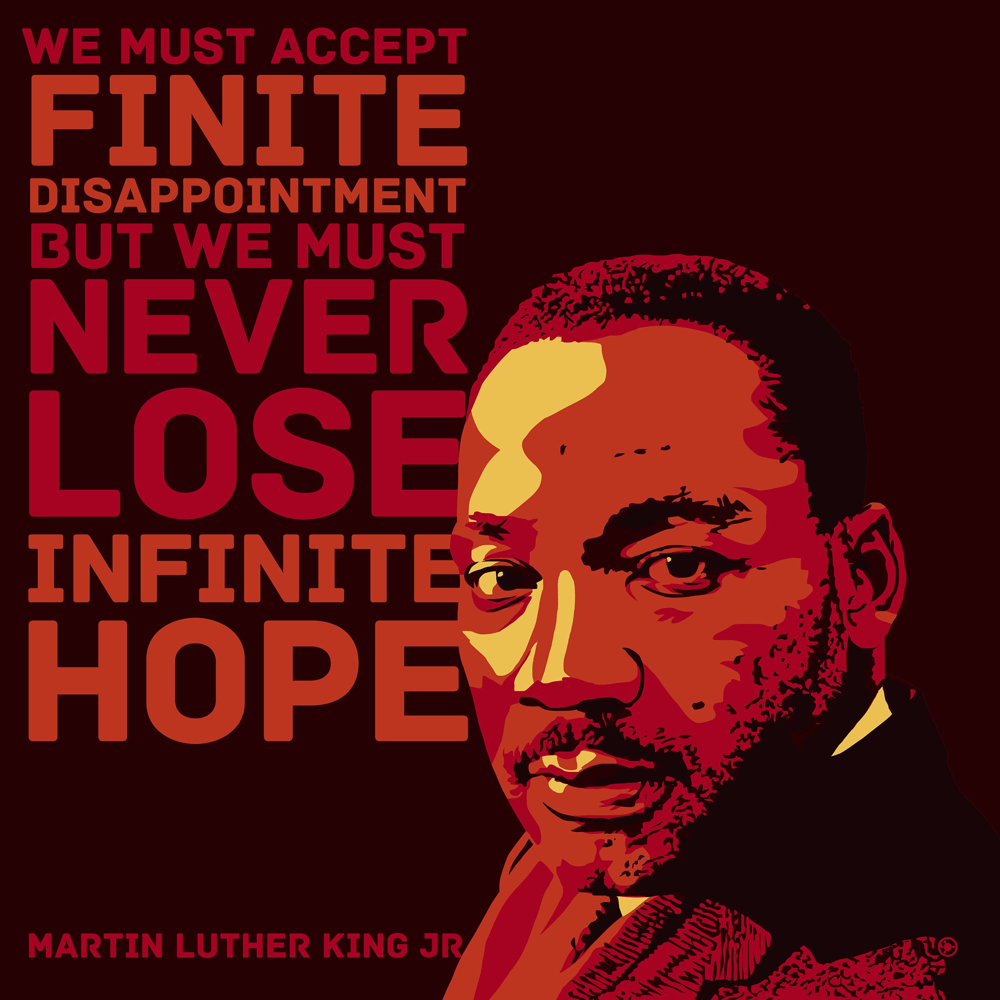 WE MUST ACCEPT
FINITE
DISAPPOINTMENT
BUT WE MUST
NEVER
LOSE
INFINITE
HOPE
MARTIN LUTHER KING JR